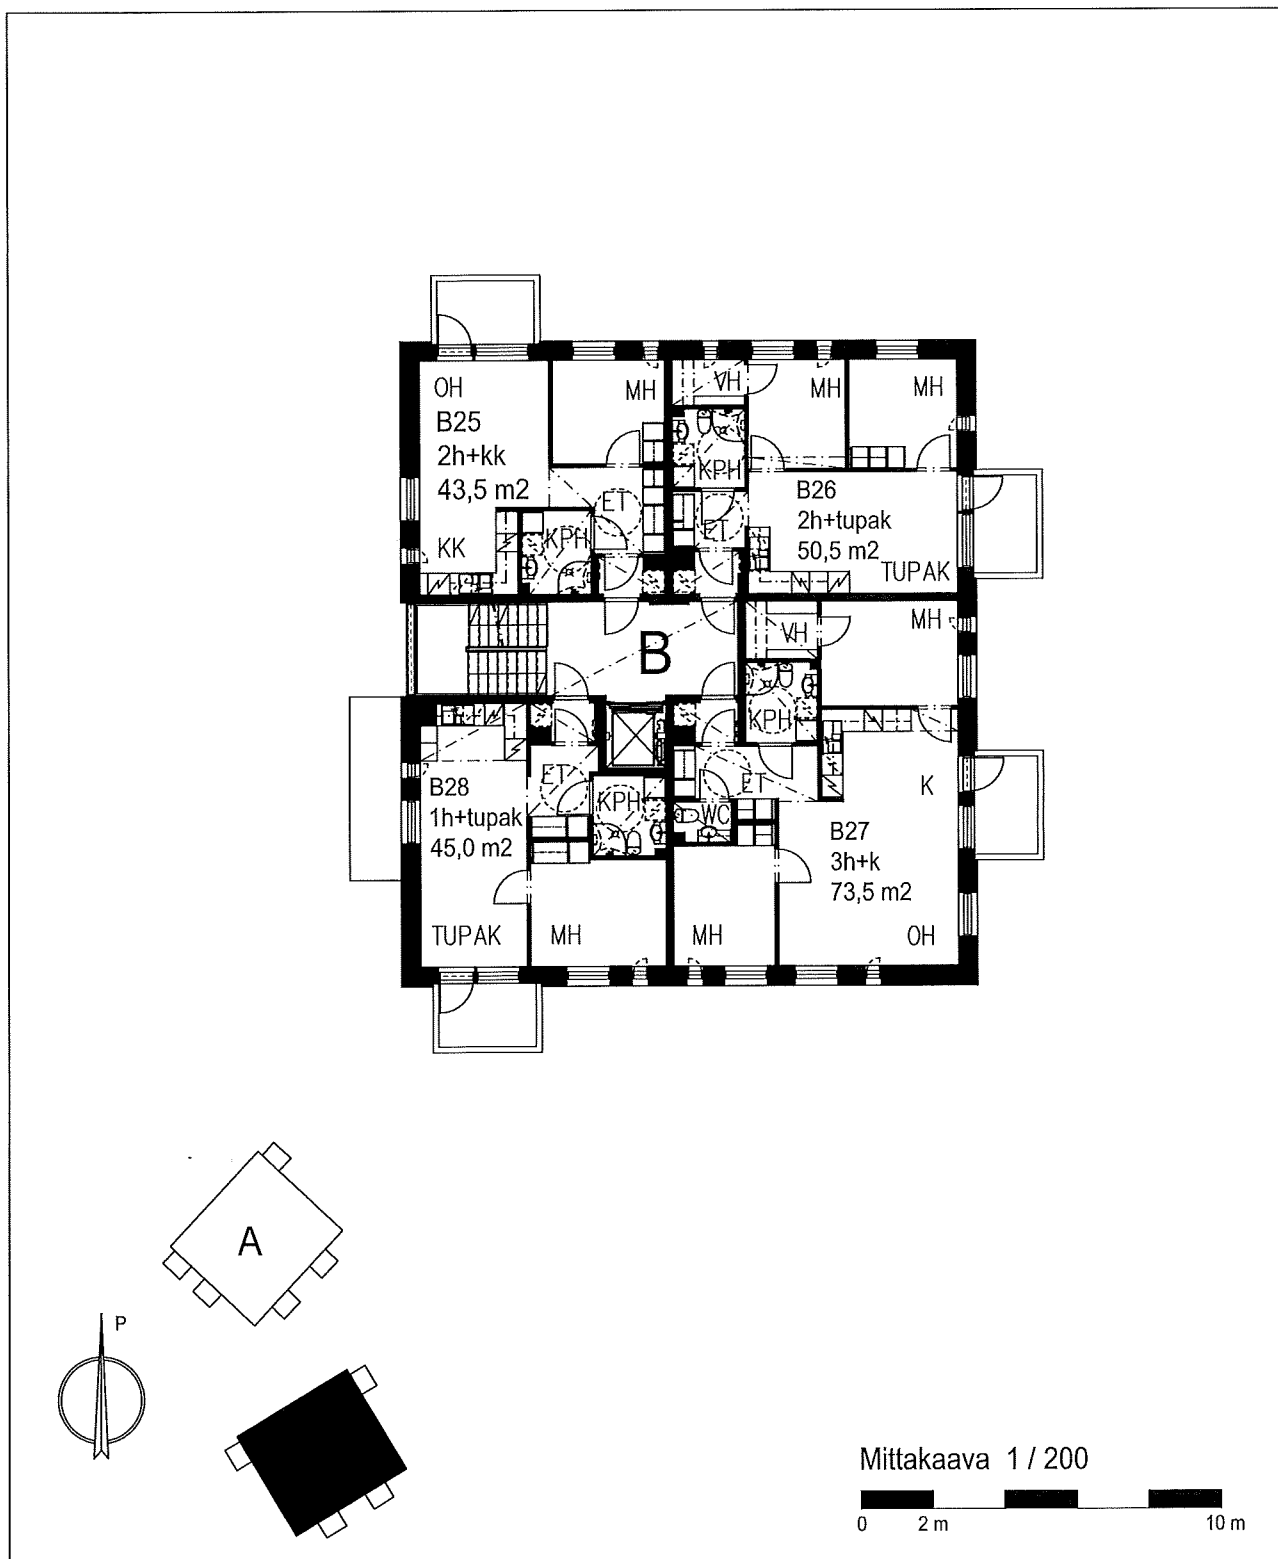 OH
MH
VH
MH
MH
B25
2h+kk
43,5 m2
KPH
ET
B26
2h+tupak
50,5 m2
ET
KPH
KK
TUPAK
VH
MH
B
KPH
ET
KPH
ET
K
B28
1h+tupak
45,0 m2
WC
B27
3h+k
73,5 m2
TUPAK
MH
MH
OH
A
P
Mittakaava 1 / 200
0 2 m 10 m